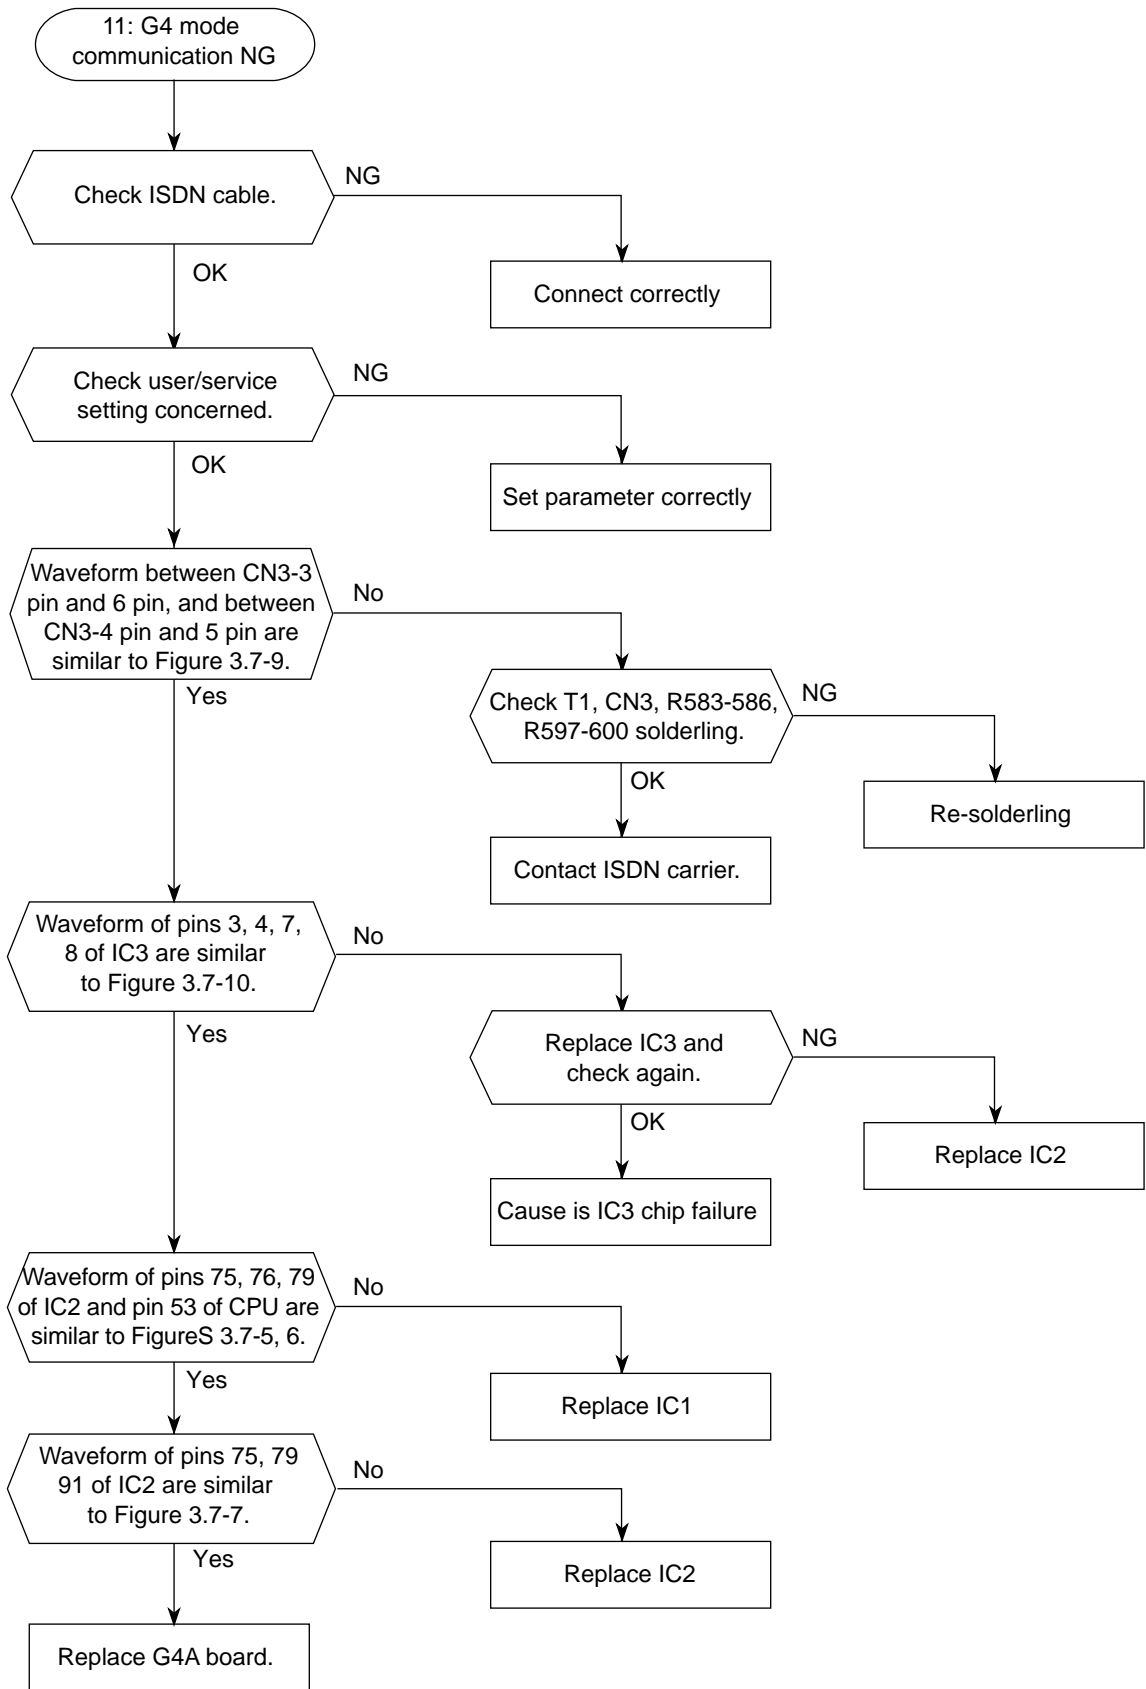 11: G4 mode
communication NG
Check ISDN cable.
NG
OK
Connect correctly
Check user/service
setting concerned.
NG
OK
Set parameter correctly
Waveform between CN3-3
pin and 6 pin, and between
CN3-4 pin and 5 pin are
similar to Figure 3.7-9.
No
Yes
Check T1, CN3, R583-586,
R597-600 solderling.
NG
OK
Re-solderling
Contact ISDN carrier.
Waveform of pins 3, 4, 7,
8 of IC3 are similar
to Figure 3.7-10.
No
Yes
Replace IC3 and
check again.
NG
OK
Replace IC2
Cause is IC3 chip failure
Waveform of pins 75, 76, 79
of IC2 and pin 53 of CPU are
similar to FigureS 3.7-5, 6.
No
Yes
Replace IC1
Waveform of pins 75, 79
91 of IC2 are similar
to Figure 3.7-7.
No
Yes
Replace IC2
Replace G4A board.